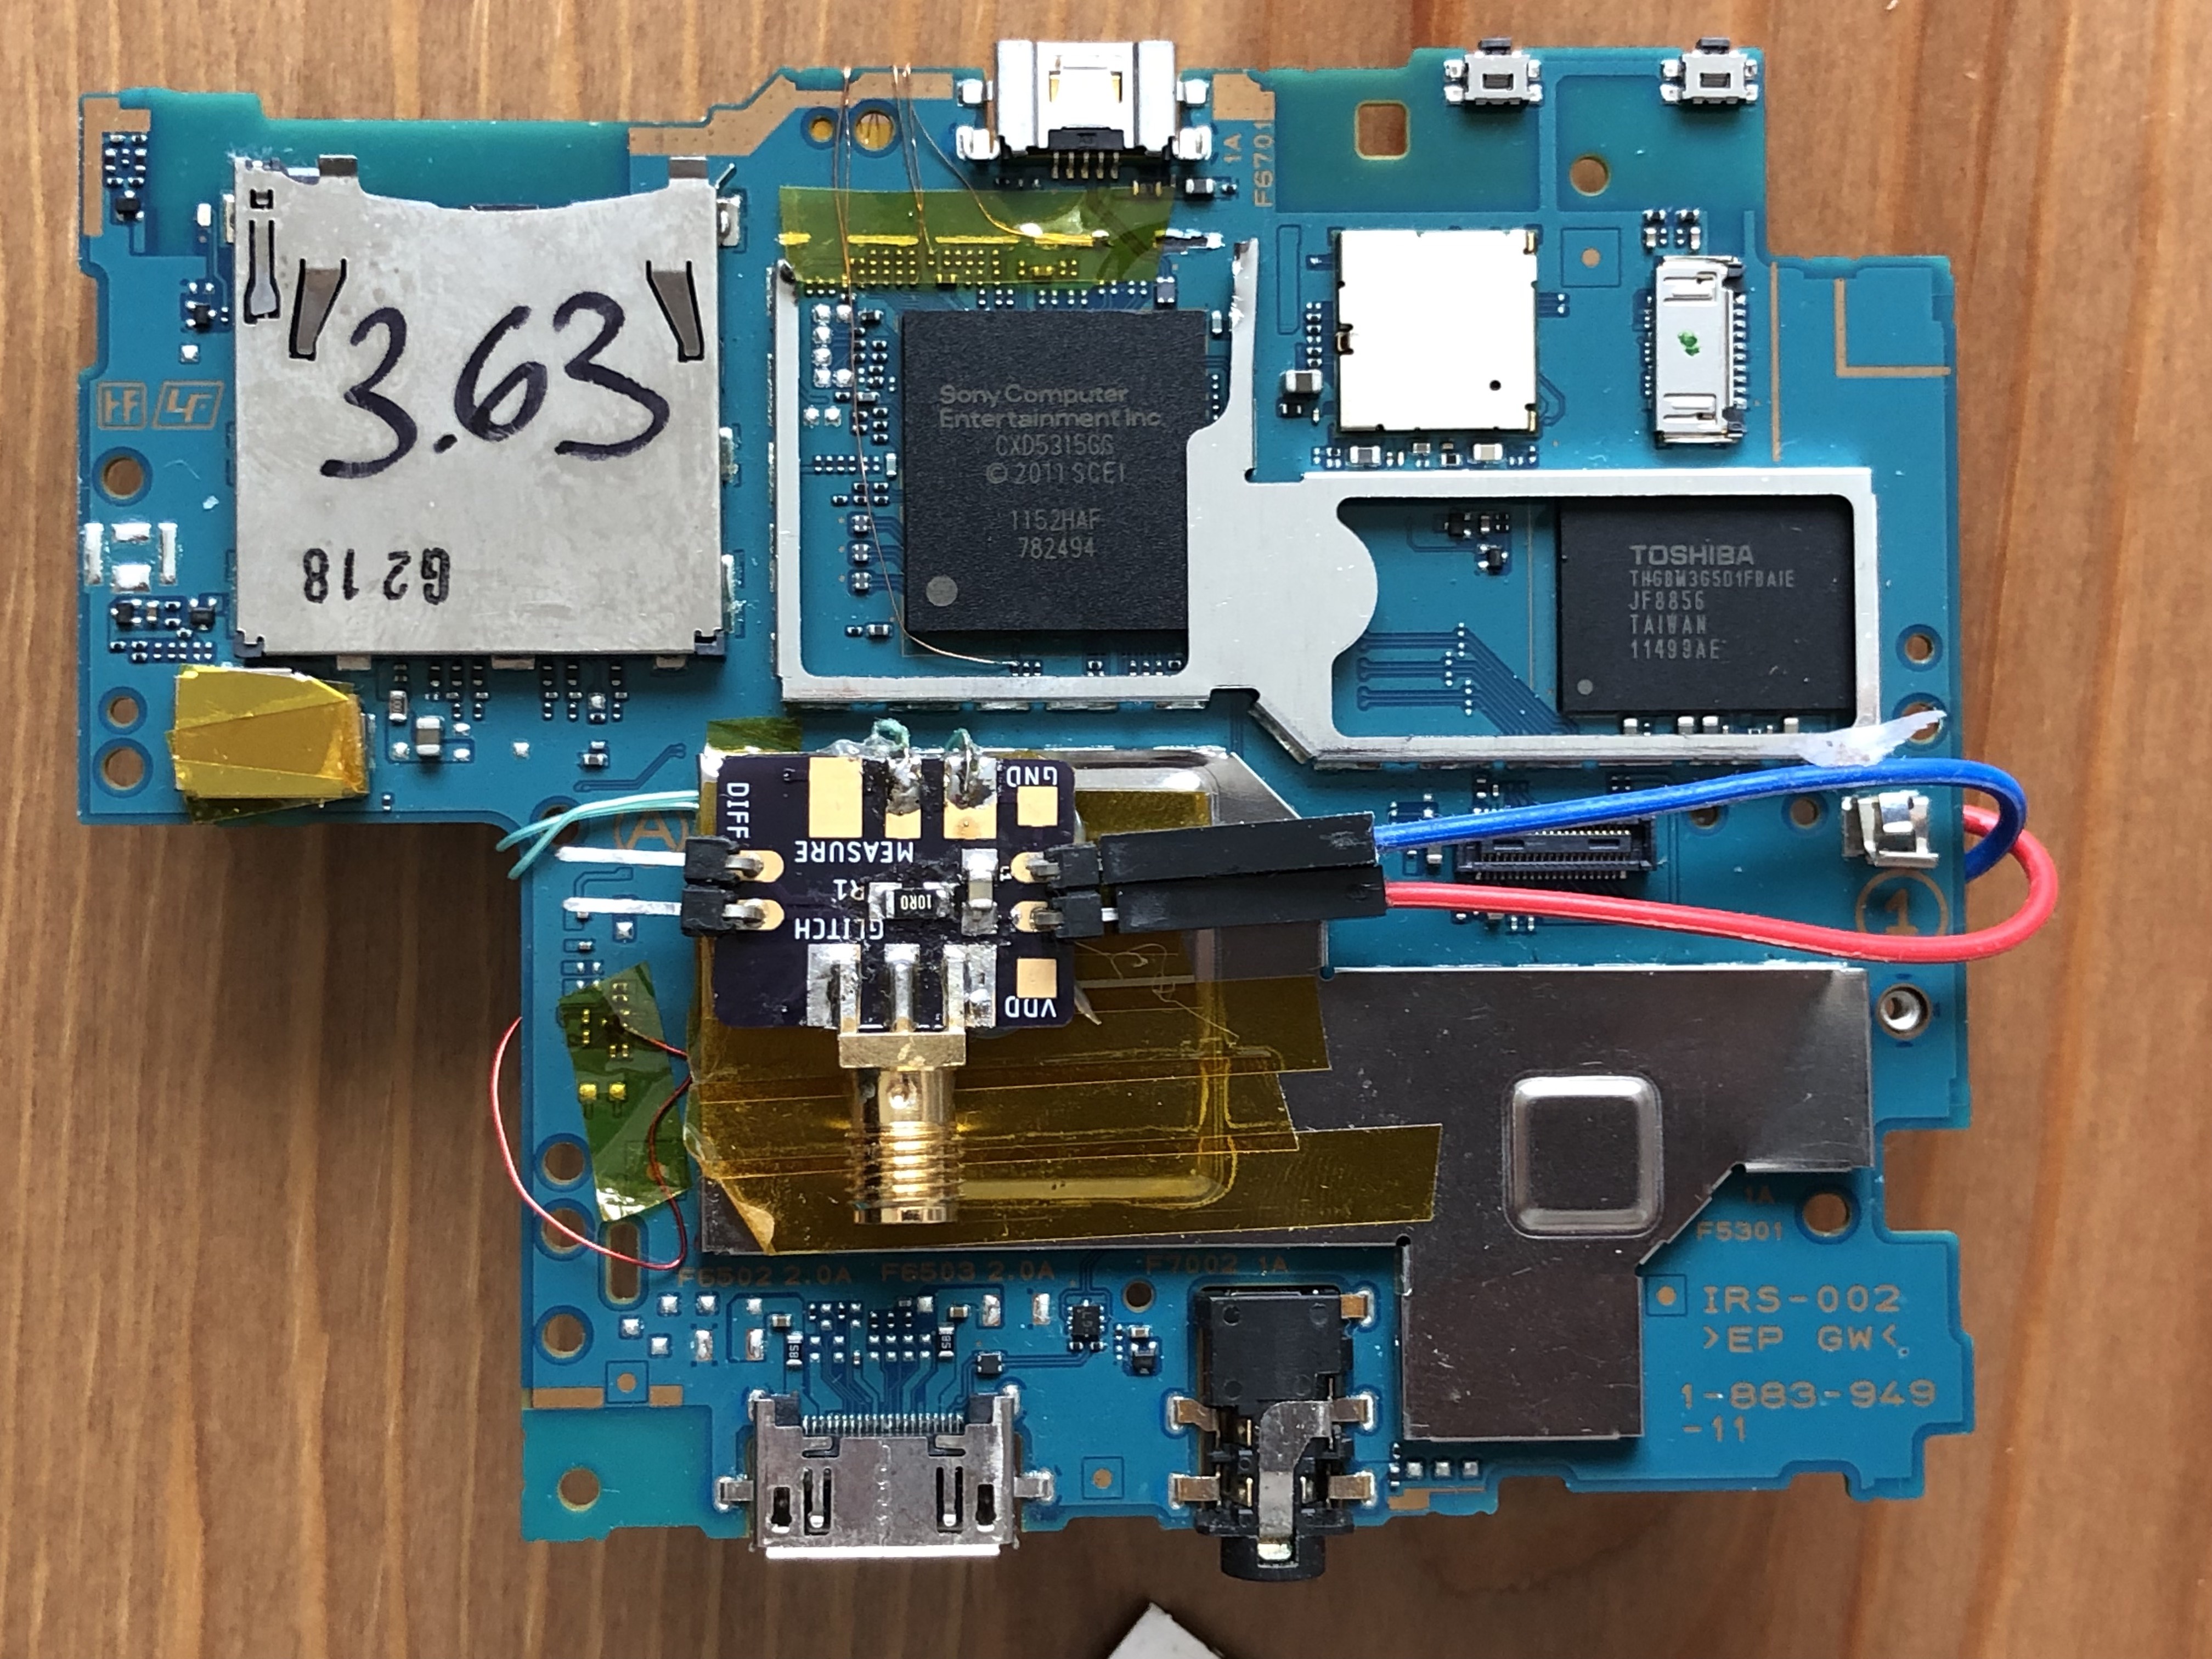 1A
F6701
3.63
G218
Sony Computer
Entertainment Inc.
CXD5315GG
© 2011 SCEI
1152HAF
782494
TOSHIBA
THGBM3G5D1FBAIE
JF8856
TAIWAN
11499AE
A
DIFF
GND
MEASURE
R1
10R0
GLITCH
VDD
1
1A
F5301
F6502 2.0A
F6503 2.0A
F7002 1A
IRS-002
>EP GW<
1-883-949
-11